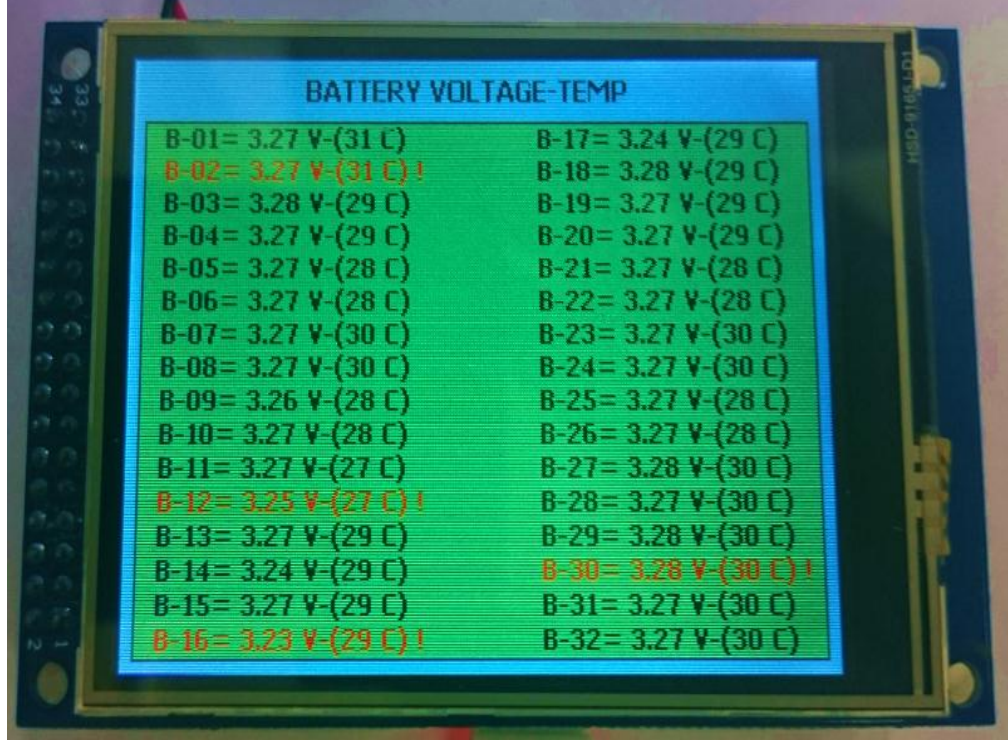 BATTERY VOLTAGE-TEMP
B-01= 3.27 V-(31 C)
B-02= 3.27 V-(31 C) !
B-03= 3.28 V-(29 C)
B-04= 3.27 V-(29 C)
B-05= 3.27 V-(28 C)
B-06= 3.27 V-(28 C)
B-07= 3.27 V-(30 C)
B-08= 3.27 V-(30 C)
B-09= 3.26 V-(28 C)
B-10= 3.27 V-(28 C)
B-11= 3.27 V-(27 C)
B-12= 3.25 V-(27 C) !
B-13= 3.27 V-(29 C)
B-14= 3.24 V-(29 C)
B-15= 3.27 V-(29 C)
B-16= 3.23 V-(29 C) !
B-17= 3.24 V-(29 C)
B-18= 3.28 V-(29 C)
B-19= 3.27 V-(29 C)
B-20= 3.27 V-(29 C)
B-21= 3.27 V-(28 C)
B-22= 3.27 V-(28 C)
B-23= 3.27 V-(30 C)
B-24= 3.27 V-(30 C)
B-25= 3.27 V-(28 C)
B-26= 3.27 V-(28 C)
B-27= 3.28 V-(30 C)
B-28= 3.27 V-(30 C)
B-29= 3.28 V-(30 C)
B-30= 3.28 V-(30 C) !
B-31= 3.27 V-(30 C)
B-32= 3.27 V-(30 C)
33
34
1
2